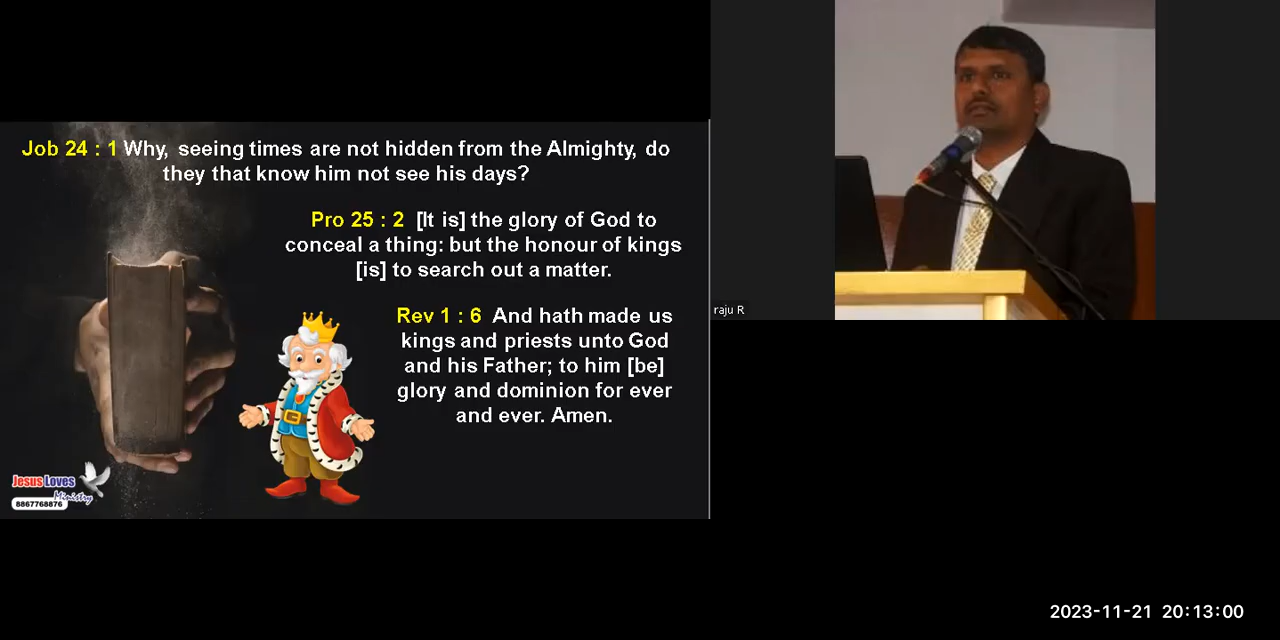 Job 24 : 1 Why, seeing times are not hidden from the Almighty, do
they that know him not see his days?
Pro 25 : 2 [It is] the glory of God to
conceal a thing: but the honour of kings
[is] to search out a matter.
Rev 1 : 6 And hath made us
kings and priests unto God
and his Father; to him [be]
glory and dominion for ever
and ever. Amen.
JesusLoves
Ministry
8867768876
raju R
2023-11-21 20:13:00